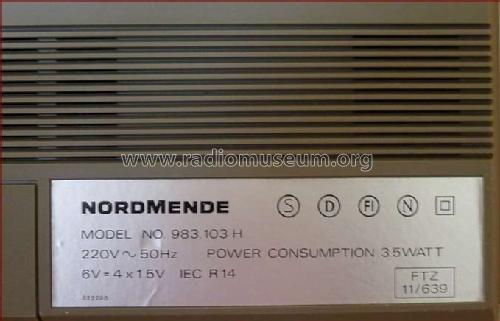 www.radiomuseum.org
NORDMENDE S D FI N
MODEL NO. 983.103 H
220V ~ 50Hz POWER CONSUMPTION 3.5WATT
6V = 4 x 1.5V IEC R14
FTZ
11/639